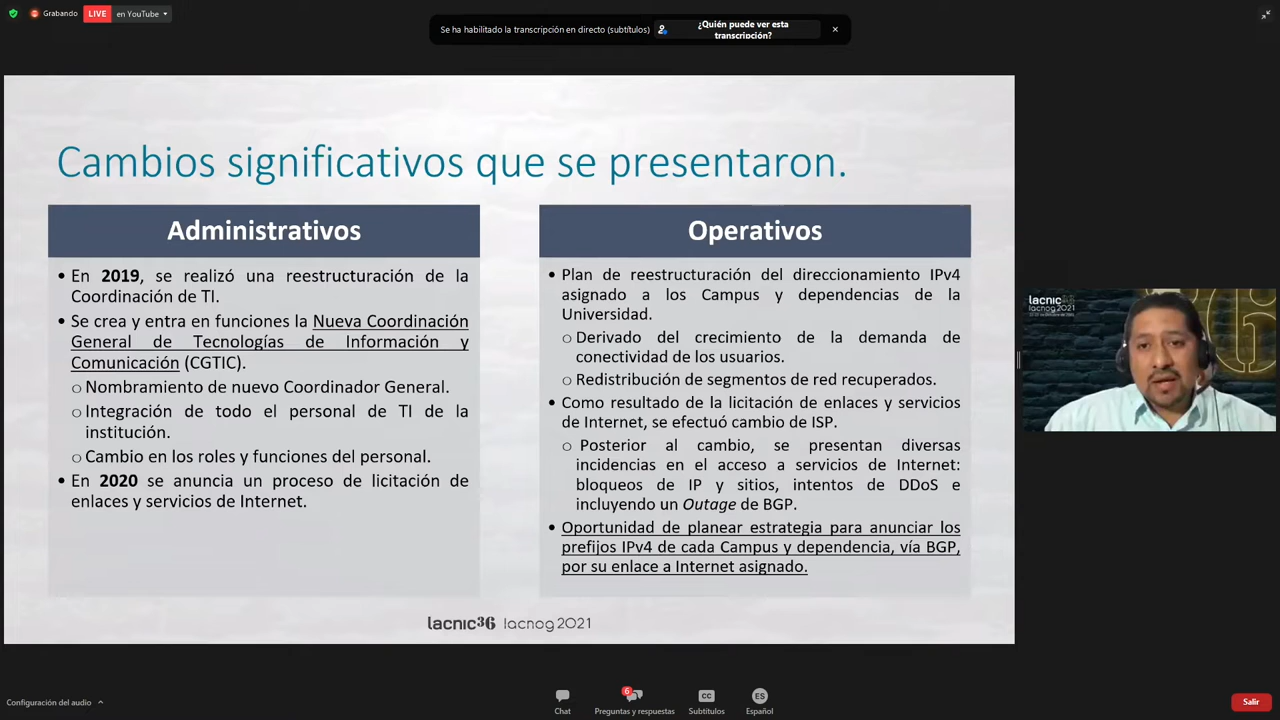 Grabando
LIVE
en YouTube
Se ha habilitado la transcripción en directo (subtítulos)
¿Quién puede ver esta
transcripción?
Cambios significativos que se presentaron.
Administrativos
• En 2019, se realizó una reestructuración de la
Coordinación de TI.
• Se crea y entra en funciones la Nueva Coordinación
General de Tecnologías de Información y
Comunicación (CGTIC).
o Nombramiento de nuevo Coordinador General.
o Integración de todo el personal de TI de la
institución.
o Cambio en los roles y funciones del personal.
• En 2020 se anuncia un proceso de licitación de
enlaces y servicios de Internet.
Operativos
• Plan de reestructuración del direccionamiento IPv4
asignado a los Campus y dependencias de la
Universidad.
o Derivado del crecimiento de la demanda de
conectividad de los usuarios.
o Redistribución de segmentos de red recuperados.
• Como resultado de la licitación de enlaces y servicios
de Internet, se efectuó cambio de ISP.
o Posterior al cambio, se presentan diversas
incidencias en el acceso a servicios de Internet:
bloqueos de IP y sitios, intentos de DDoS e
incluyendo un Outage de BGP.
• Oportunidad de planear estrategia para anunciar los
prefijos IPv4 de cada Campus y dependencia, vía BGP,
por su enlace a Internet asignado.
lacnic36 lacnog2021
lacnic36
lacnog2021
Configuración del audio
Chat
6
Preguntas y respuestas
CC
Subtítulos
ES
Español
Salir